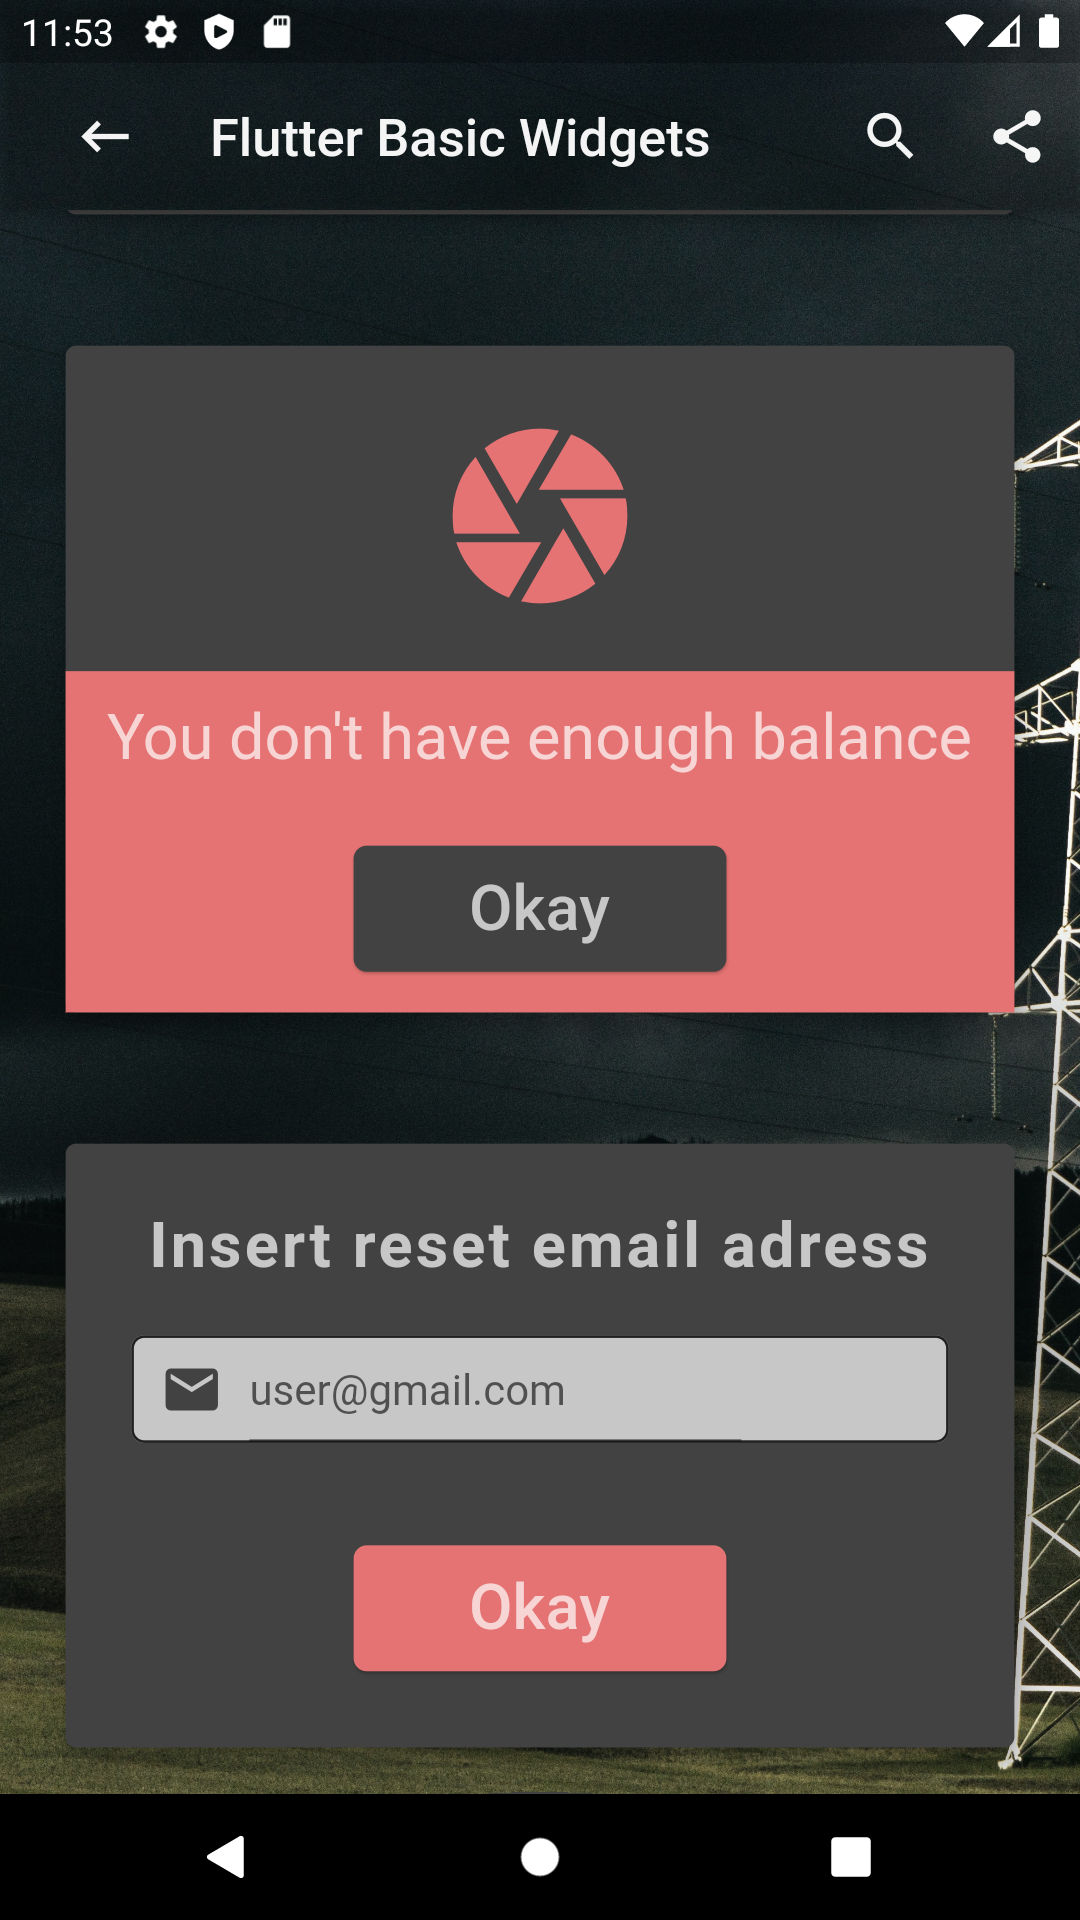 11:53
Flutter Basic Widgets
You don't have enough balance
Okay
Insert reset email adress
user@gmail.com
Okay